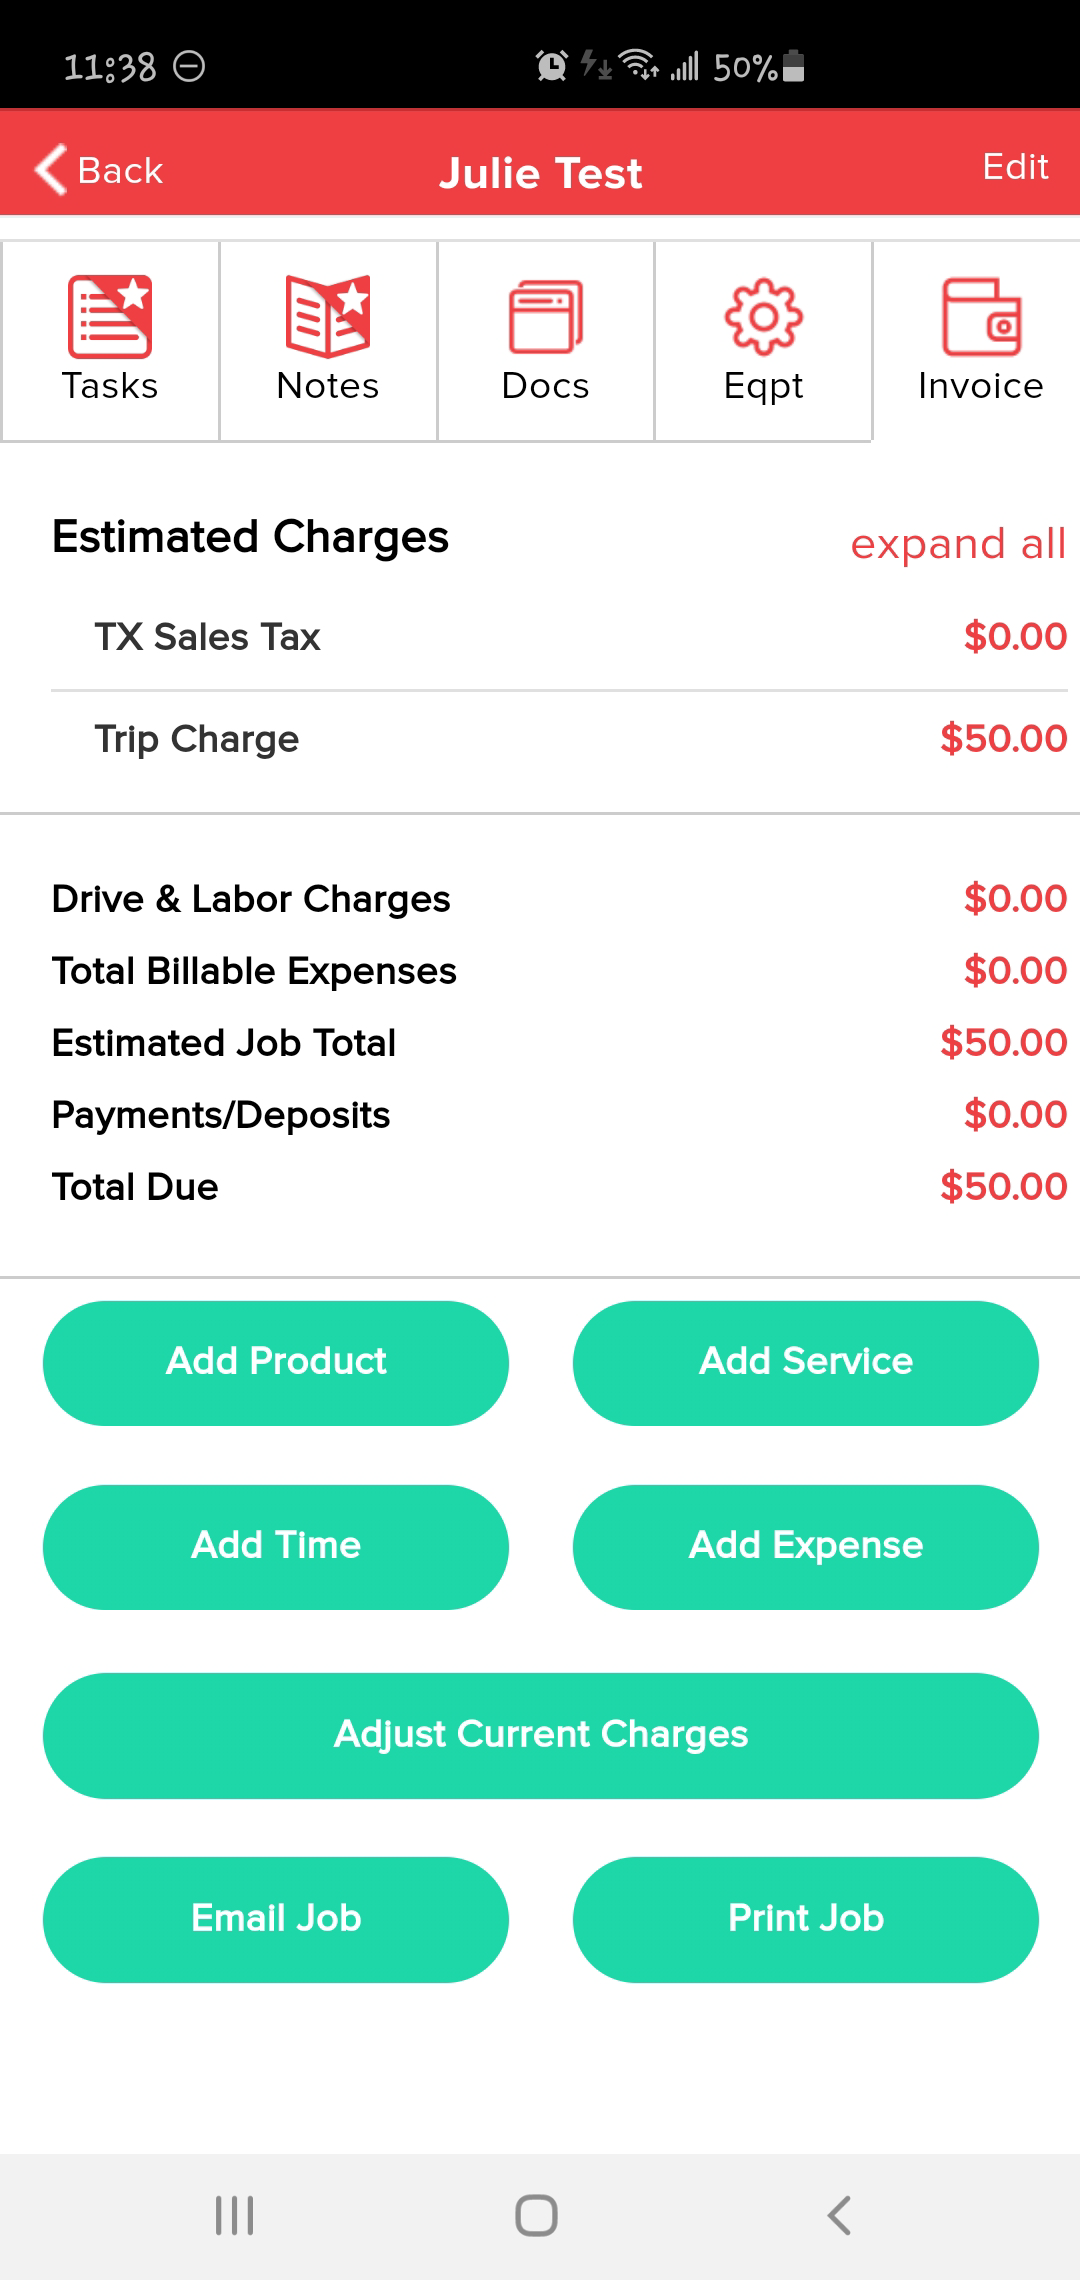 11:38 50%
Back Julie Test Edit
Tasks Notes Docs Eqpt Invoice
Estimated Charges expand all
TX Sales Tax $0.00
Trip Charge $50.00
Drive & Labor Charges $0.00
Total Billable Expenses $0.00
Estimated Job Total $50.00
Payments/Deposits $0.00
Total Due $50.00
Add Product Add Service
Add Time Add Expense
Adjust Current Charges
Email Job Print Job